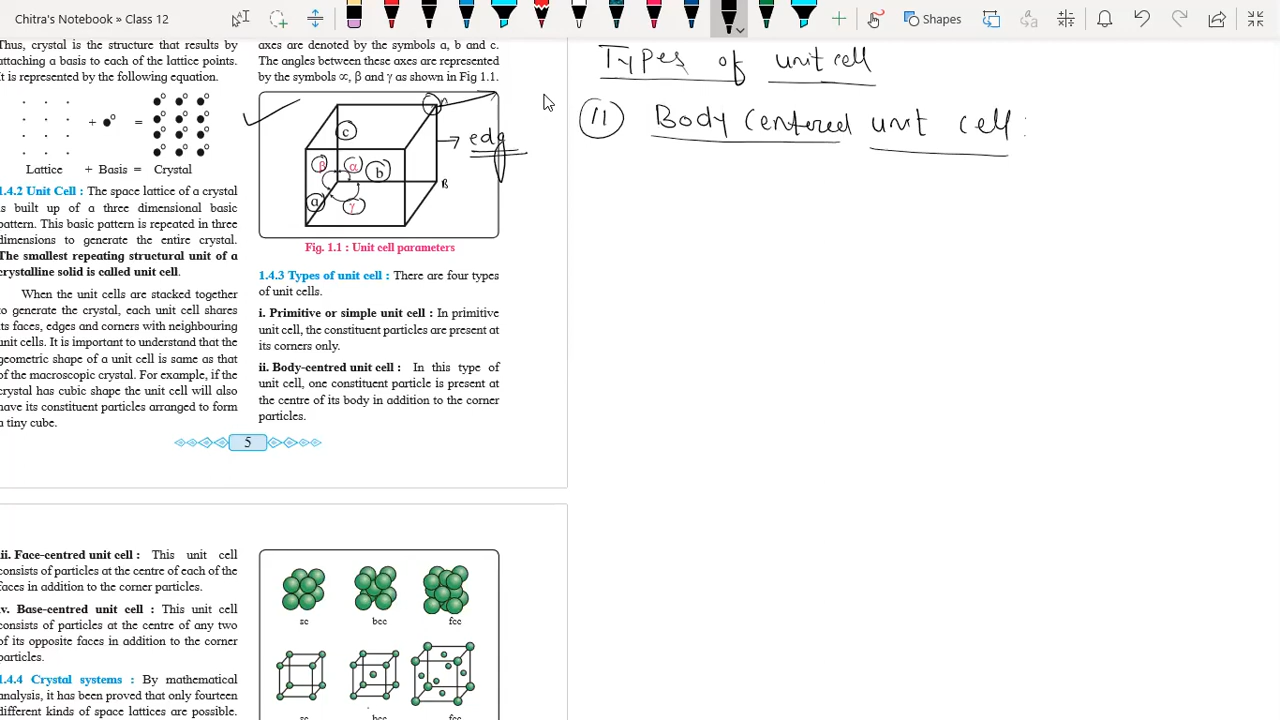 Chitra's Notebook » Class 12
Shapes
Thus, crystal is the structure that results by
attaching a basis to each of the lattice points.
It is represented by the following equation.
+
=
Lattice + Basis = Crystal
1.4.2 Unit Cell : The space lattice of a crystal
is built up of a three dimensional basic
pattern. This basic pattern is repeated in three
dimensions to generate the entire crystal.
The smallest repeating structural unit of a
crystalline solid is called unit cell.
When the unit cells are stacked together
to generate the crystal, each unit cell shares
its faces, edges and corners with neighbouring
unit cells. It is important to understand that the
geometric shape of a unit cell is same as that
of the macroscopic crystal. For example, if the
crystal has cubic shape the unit cell will also
have its constituent particles arranged to form
a tiny cube.
axes are denoted by the symbols a, b and c.
The angles between these axes are represented
by the symbols ∝, β and γ as shown in Fig 1.1.
c
edg
β α b
B
a γ
Fig. 1.1 : Unit cell parameters
1.4.3 Types of unit cell : There are four types
of unit cells.
i. Primitive or simple unit cell : In primitive
unit cell, the constituent particles are present at
its corners only.
ii. Body-centred unit cell : In this type of
unit cell, one constituent particle is present at
the centre of its body in addition to the corner
particles.
5
iii. Face-centred unit cell : This unit cell
consists of particles at the centre of each of the
faces in addition to the corner particles.
iv. Base-centred unit cell : This unit cell
consists of particles at the centre of any two
of its opposite faces in addition to the corner
particles.
1.4.4 Crystal systems : By mathematical
analysis, it has been proved that only fourteen
different kinds of space lattices are possible.
sc bcc fcc
sc bcc fcc
Types of unit cell
(11) Body centered unit cell :